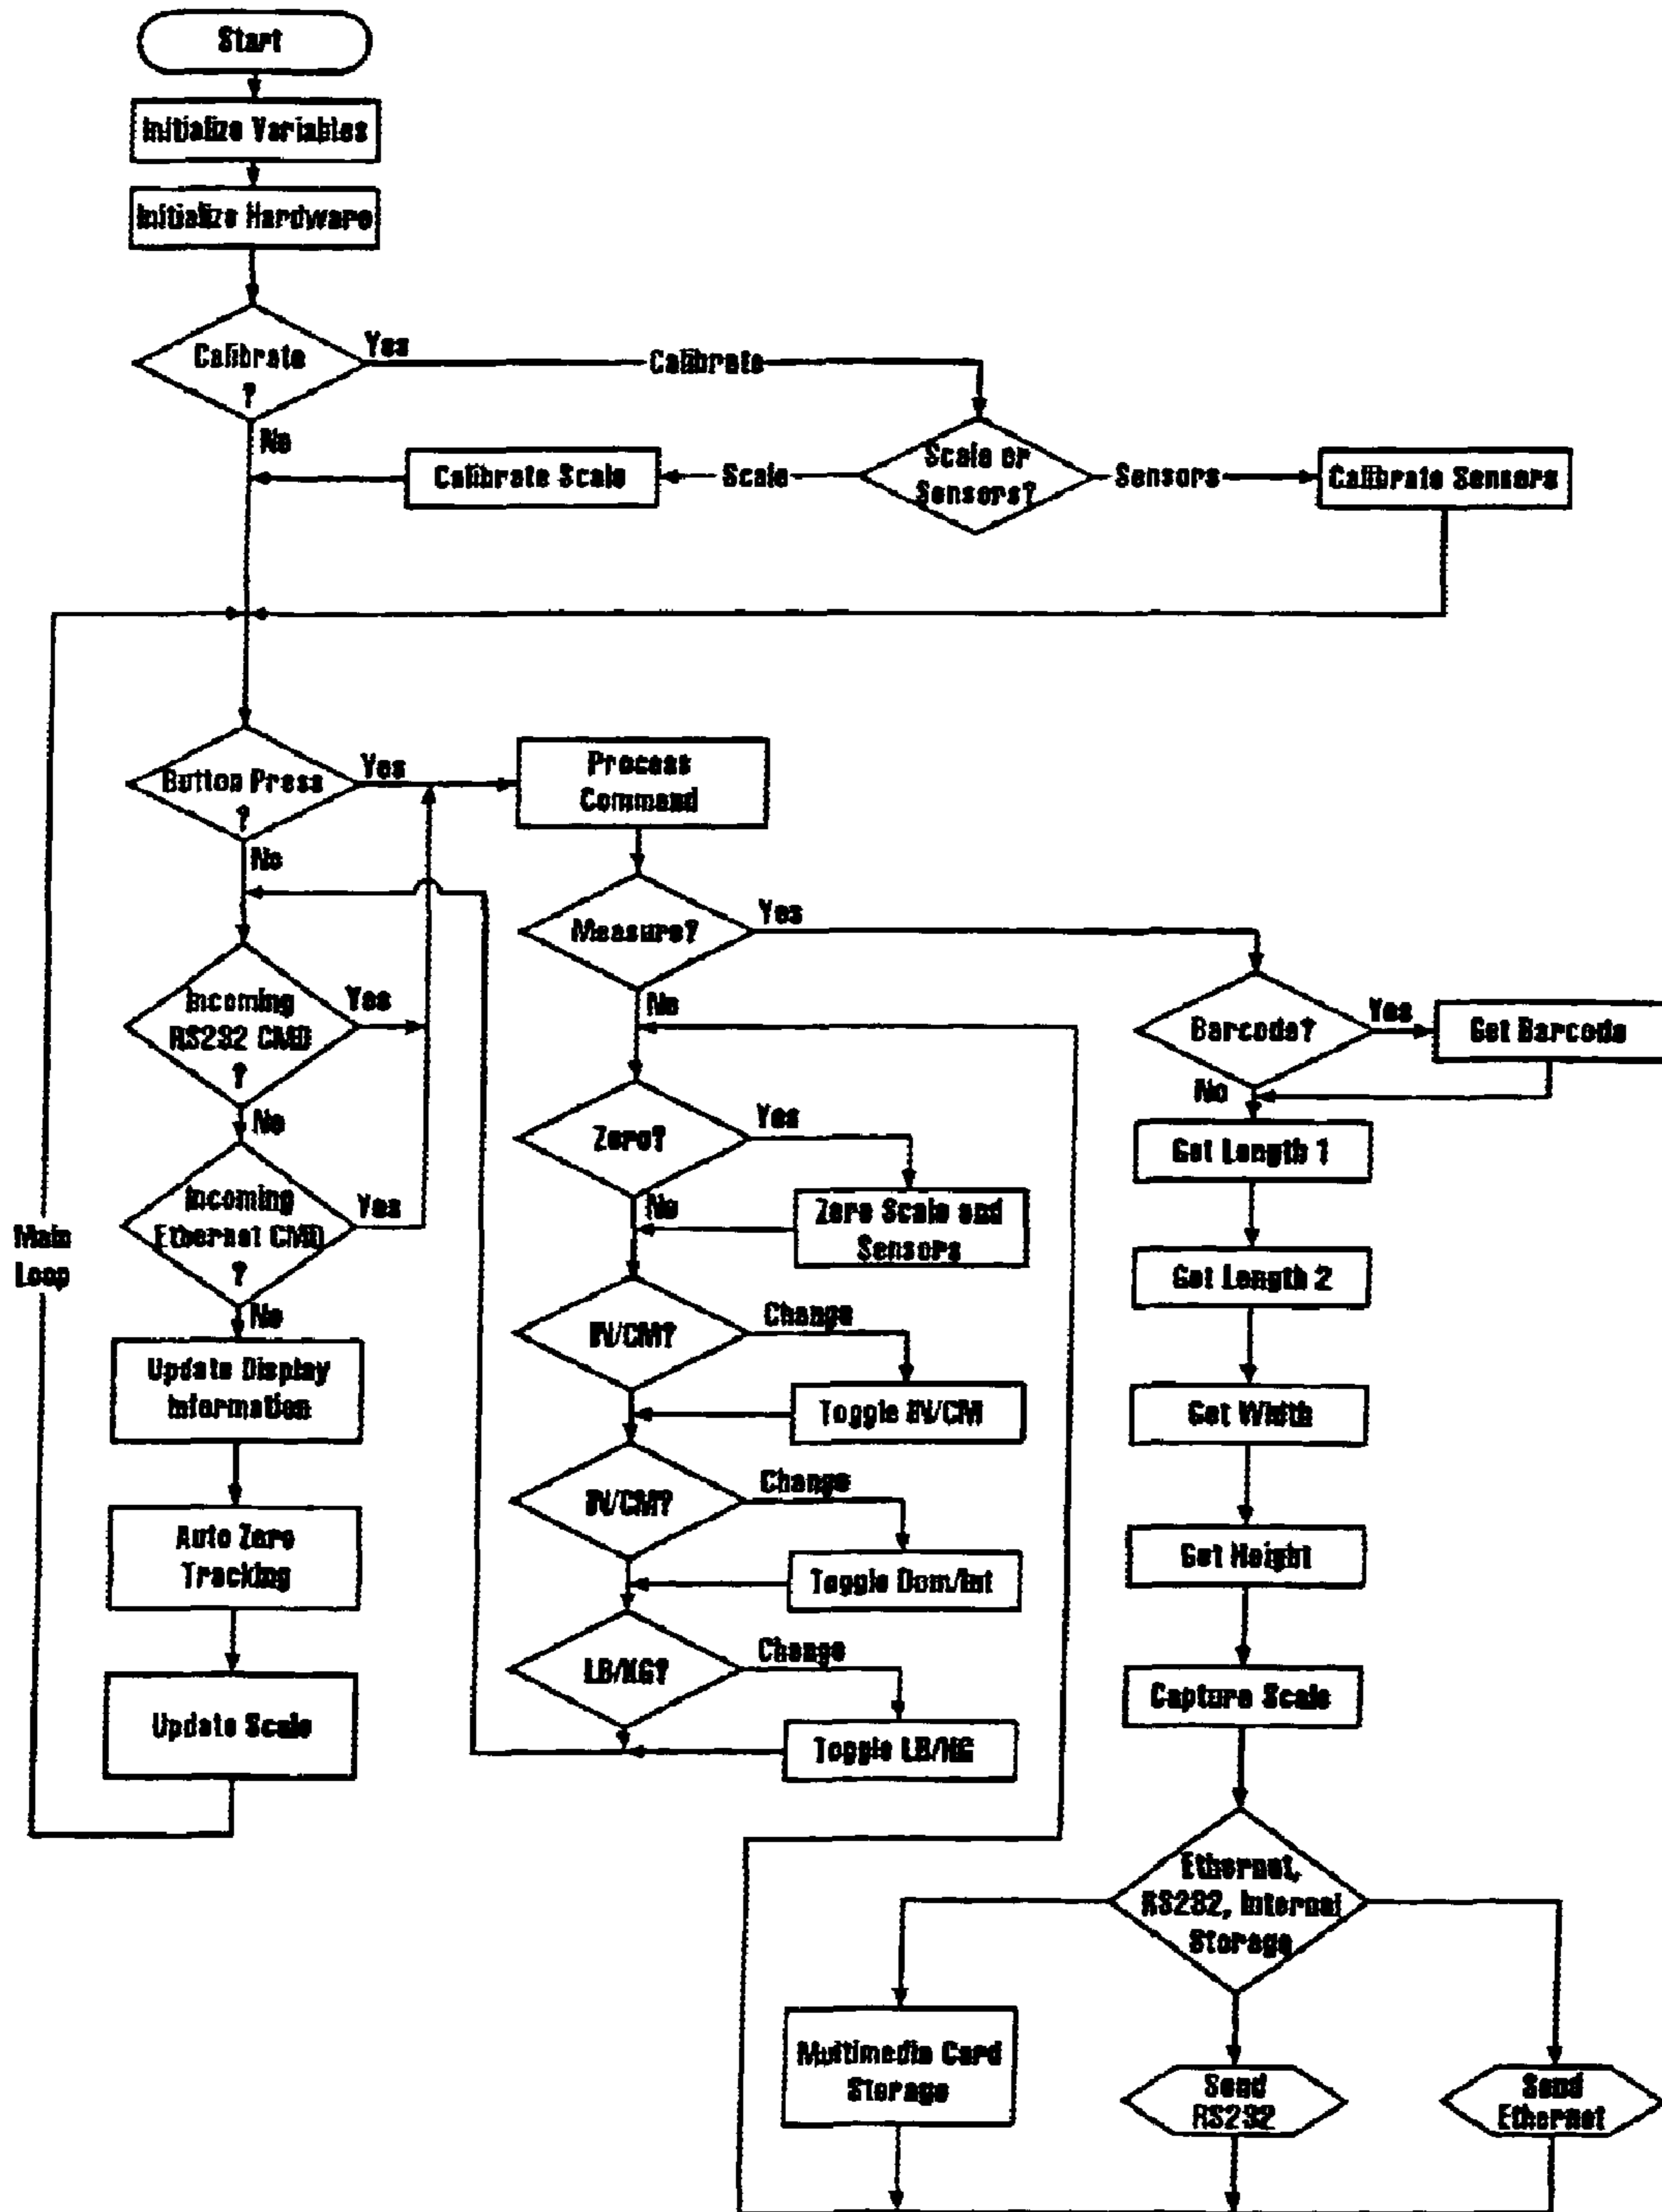 Start
Initialize Variables
Initialize Hardware
Calibrate
?
Yes
Calibrate
No
Scale or
Sensors?
Scale
Calibrate Scale
Sensors
Calibrate Sensors
Button Press
?
Yes
No
Process
Command
Measure?
Yes
No
Incoming
RS232 CMD
?
Yes
No
Incoming
Ethernet CMD
?
Yes
No
Main
Loop
Update Display
Information
Auto Zero
Tracking
Update Scale
Zero?
Yes
No
Zero Scale and
Sensors
IN/CM?
Change
Toggle IN/CM
IN/CM?
Change
Toggle Dom/Int
LB/KG?
Change
Toggle LB/KG
Barcode?
Yes
Get Barcode
No
Get Length 1
Get Length 2
Get Width
Get Height
Capture Scale
Ethernet,
RS232, Internal
Storage
Multimedia Card
Storage
Send
RS232
Send
Ethernet